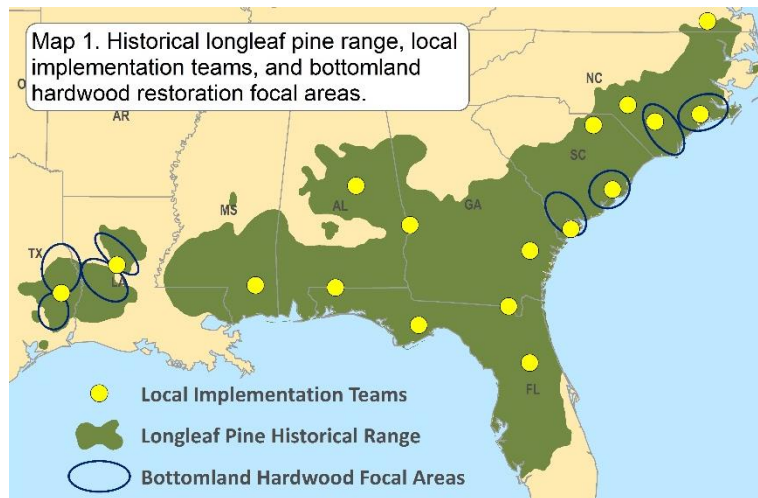 Map 1. Historical longleaf pine range, local
implementation teams, and bottomland
hardwood restoration focal areas.
O
AR
NC
SC
MS
AL
GA
TX
LA
FL
Local Implementation Teams
Longleaf Pine Historical Range
Bottomland Hardwood Focal Areas